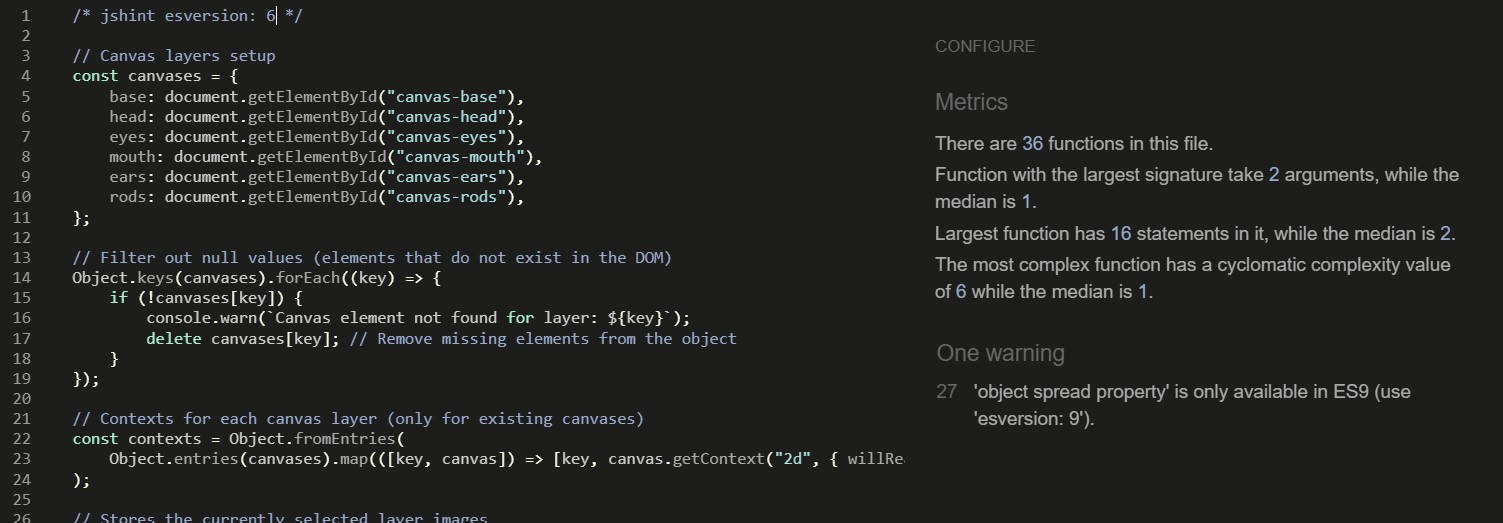 1 /* jshint esversion: 6 */
2
3 // Canvas layers setup
4 const canvases = {
5 base: document.getElementById("canvas-base"),
6 head: document.getElementById("canvas-head"),
7 eyes: document.getElementById("canvas-eyes"),
8 mouth: document.getElementById("canvas-mouth"),
9 ears: document.getElementById("canvas-ears"),
10 rods: document.getElementById("canvas-rods"),
11 };
12
13 // Filter out null values (elements that do not exist in the DOM)
14 Object.keys(canvases).forEach((key) => {
15 if (!canvases[key]) {
16 console.warn(`Canvas element not found for layer: ${key}`);
17 delete canvases[key]; // Remove missing elements from the object
18 }
19 });
20
21 // Contexts for each canvas layer (only for existing canvases)
22 const contexts = Object.fromEntries(
23 Object.entries(canvases).map(([key, canvas]) => [key, canvas.getContext("2d", { willRe
24 );
25
26 // Stores the currently selected layer images
CONFIGURE
Metrics
There are 36 functions in this file.
Function with the largest signature take 2 arguments, while the
median is 1.
Largest function has 16 statements in it, while the median is 2.
The most complex function has a cyclomatic complexity value
of 6 while the median is 1.
One warning
27 'object spread property' is only available in ES9 (use
'esversion: 9').